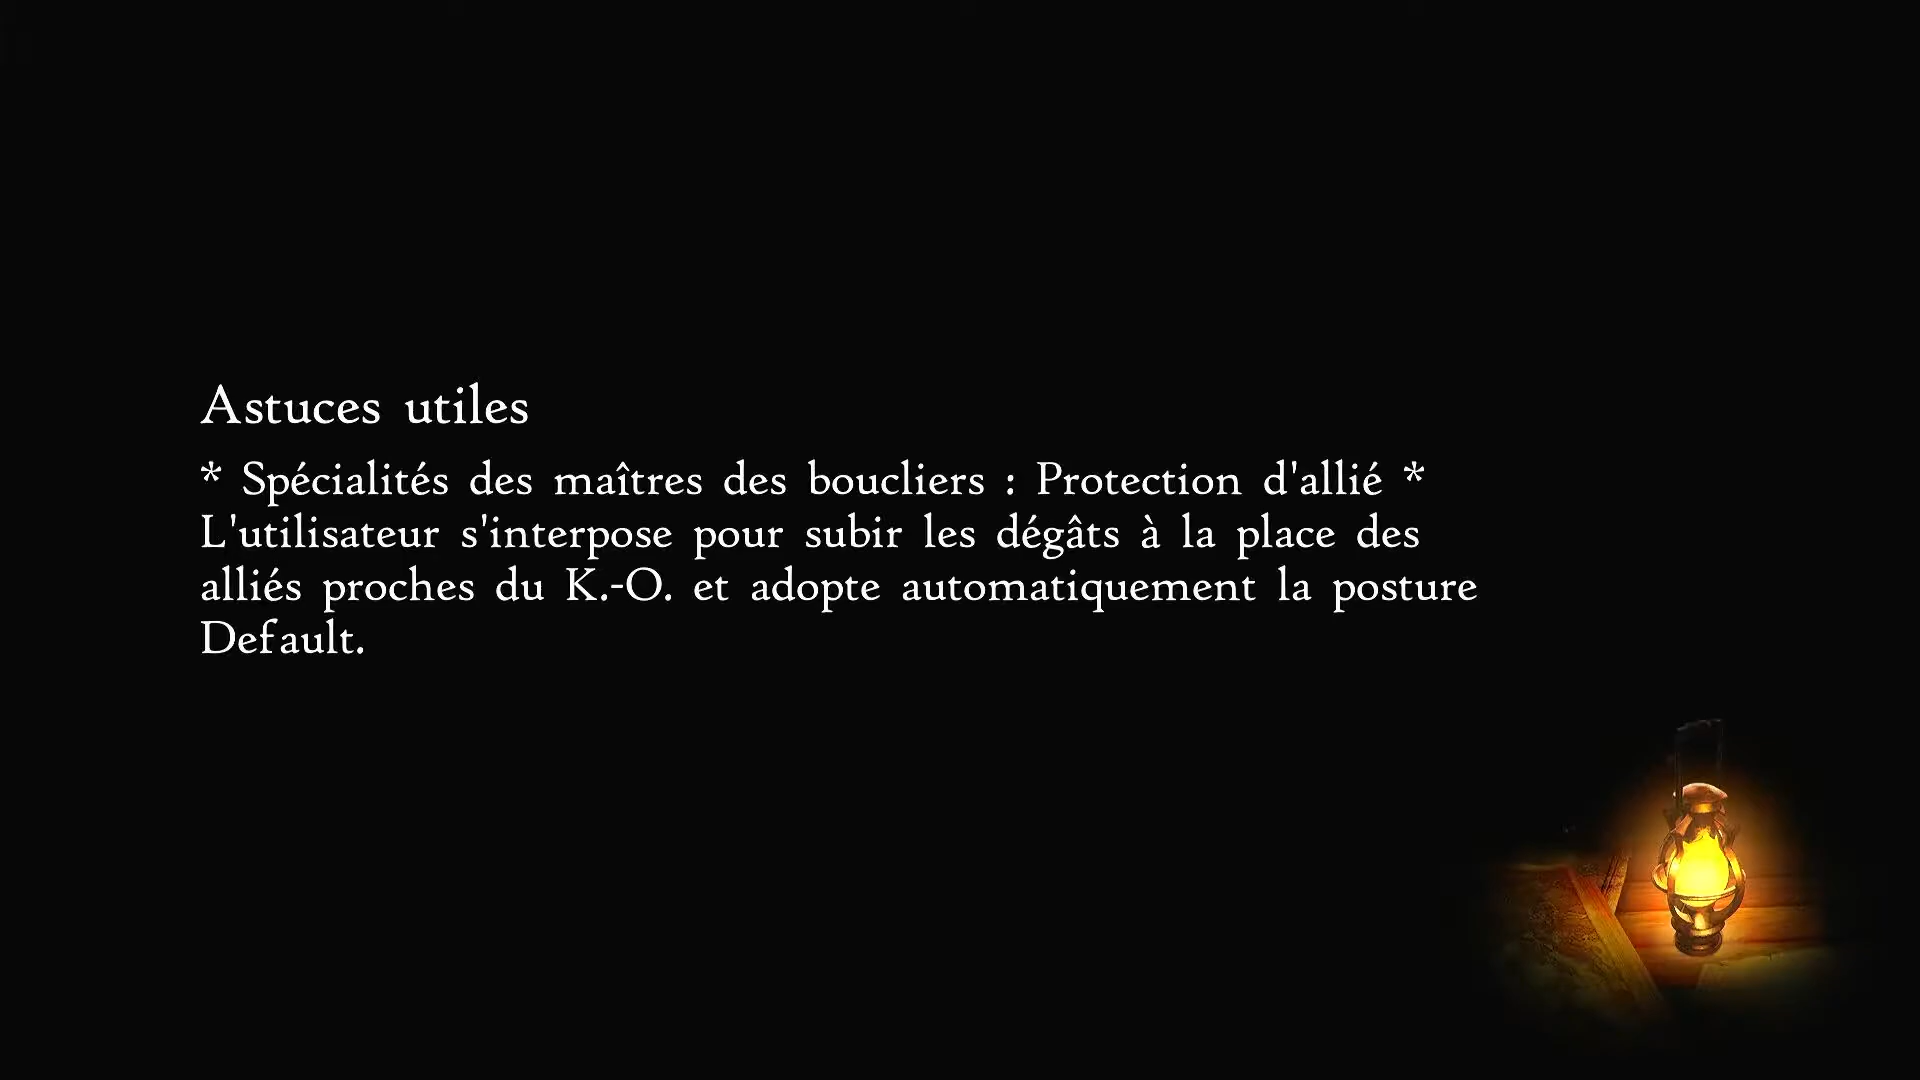 Astuces utiles
* Spécialités des maîtres des boucliers : Protection d'allié *
L'utilisateur s'interpose pour subir les dégâts à la place des
alliés proches du K.-O. et adopte automatiquement la posture
Default.